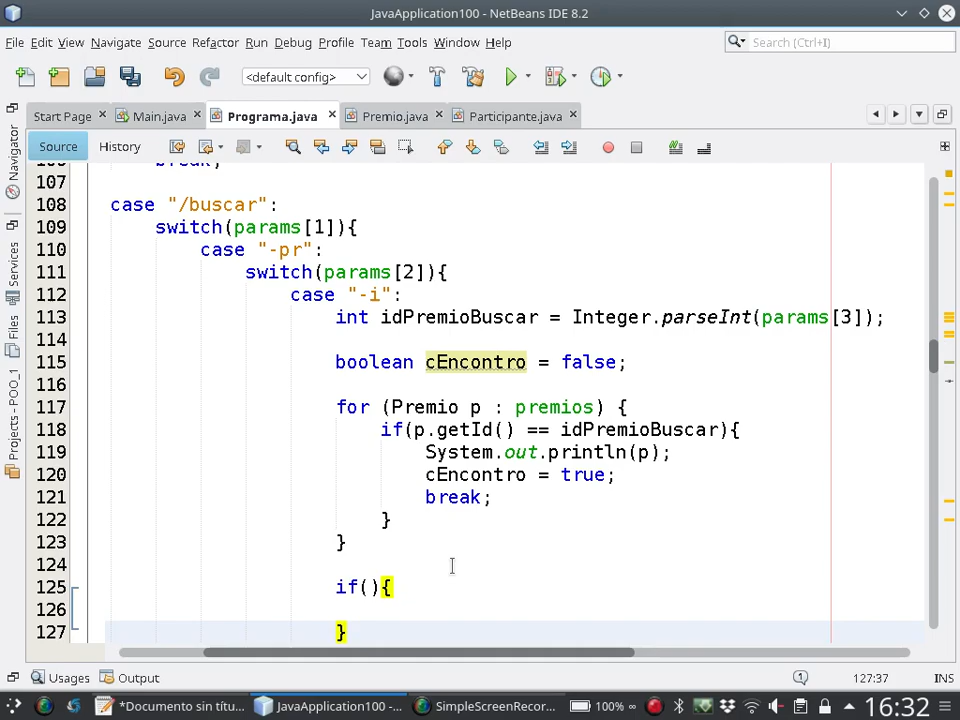 JavaApplication100 - NetBeans IDE 8.2
File Edit View Navigate Source Refactor Run Debug Profile Team Tools Window Help
Search (Ctrl+I)
<default config>
Start Page Main.java Programa.java Premio.java Participante.java
Source History
Navigator
Services
Files
Projects - POO_1
break;
107
108 case "/buscar":
109 switch(params[1]){
110 case "-pr":
111 switch(params[2]){
112 case "-i":
113 int idPremioBuscar = Integer.parseInt(params[3]);
114
115 boolean cEncontro = false;
116
117 for (Premio p : premios) {
118 if(p.getId() == idPremioBuscar){
119 System.out.println(p);
120 cEncontro = true;
121 break;
122 }
123 }
124
125 if(){
126
127 }
Usages Output
1 127:37 INS
*Documento sin títu... JavaApplication100 -... SimpleScreenRecor... 100% 16:32